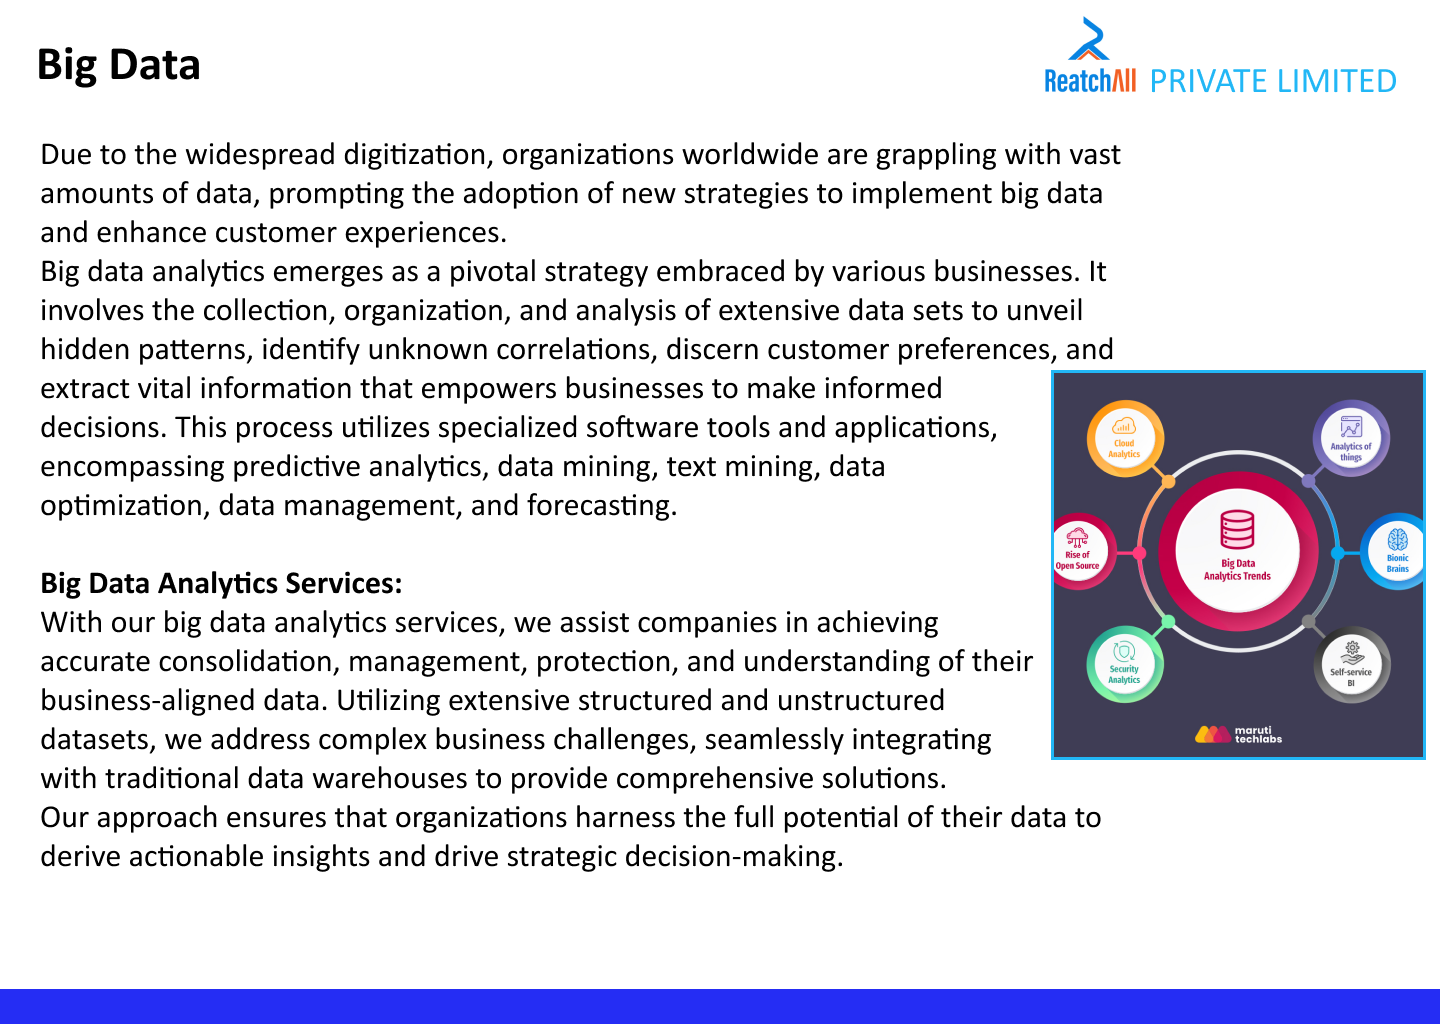 Big Data
ReatchAll PRIVATE LIMITED
Due to the widespread digitization, organizations worldwide are grappling with vast
amounts of data, prompting the adoption of new strategies to implement big data
and enhance customer experiences.
Big data analytics emerges as a pivotal strategy embraced by various businesses. It
involves the collection, organization, and analysis of extensive data sets to unveil
hidden patterns, identify unknown correlations, discern customer preferences, and
extract vital information that empowers businesses to make informed
decisions. This process utilizes specialized software tools and applications,
encompassing predictive analytics, data mining, text mining, data
optimization, data management, and forecasting.
Big Data Analytics Services:
With our big data analytics services, we assist companies in achieving
accurate consolidation, management, protection, and understanding of their
business-aligned data. Utilizing extensive structured and unstructured
datasets, we address complex business challenges, seamlessly integrating
with traditional data warehouses to provide comprehensive solutions.
Our approach ensures that organizations harness the full potential of their data to
derive actionable insights and drive strategic decision-making.
Cloud
Analytics
Analytics of
things
Rise of
Open Source
Big Data
Analytics Trends
Bionic
Brains
Security
Analytics
Self-service
BI
maruti
techlabs